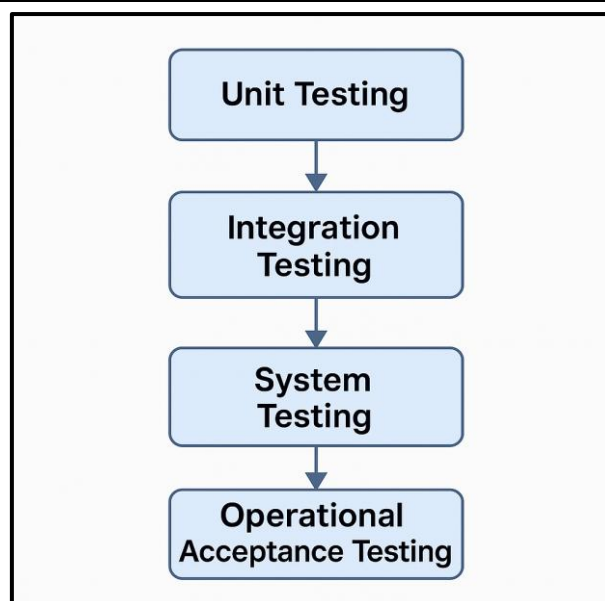 Unit Testing
Integration
Testing
System
Testing
Operational
Acceptance Testing